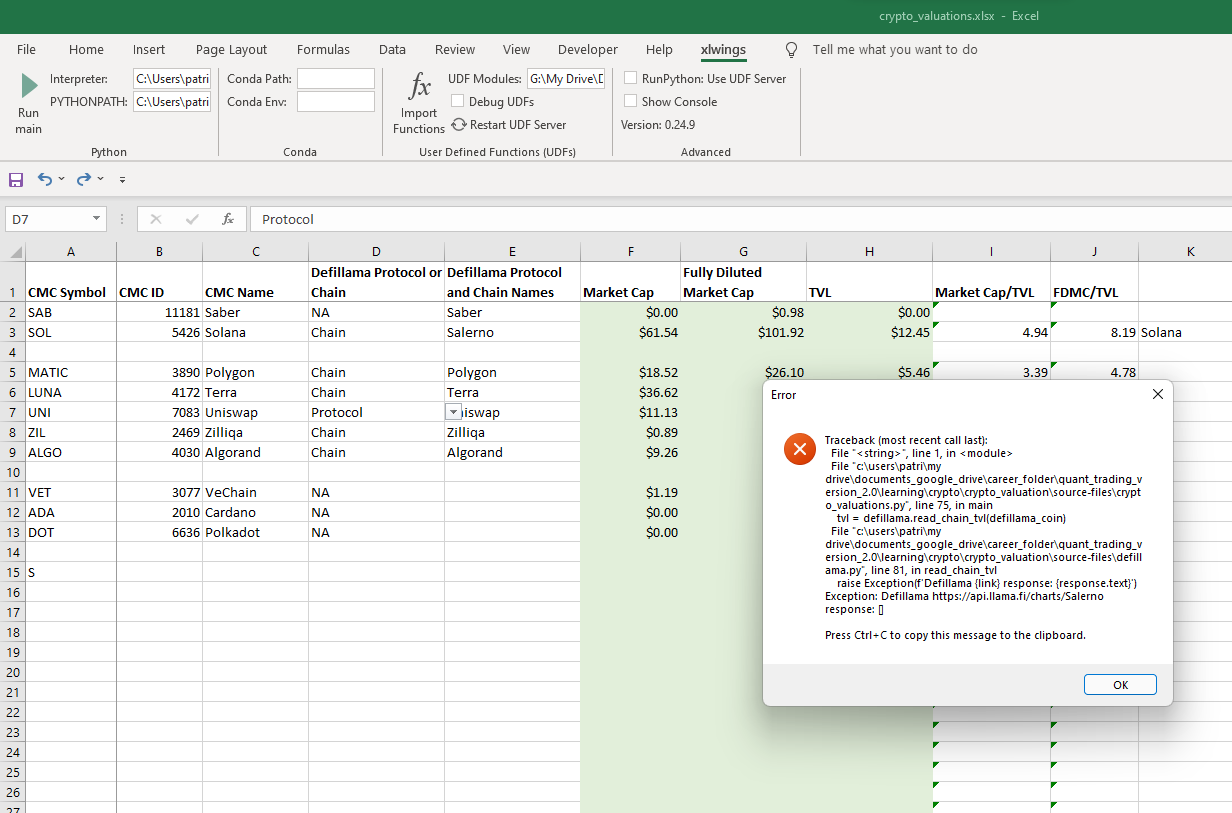 crypto_valuations.xlsx - Excel
File Home Insert Page Layout Formulas Data Review View Developer Help xlwings Tell me what you want to do
Interpreter: C:\Users\patri Conda Path: UDF Modules: G:\My Drive\D RunPython: Use UDF Server
PYTHONPATH: C:\Users\patri Conda Env: Debug UDFs Show Console
Run main Import Functions Restart UDF Server Version: 0.24.9
Python Conda User Defined Functions (UDFs) Advanced
D7 fx Protocol
A B C D E F G H I J K
1 CMC Symbol CMC ID CMC Name Defillama Protocol or Chain Defillama Protocol and Chain Names Market Cap Fully Diluted Market Cap TVL Market Cap/TVL FDMC/TVL
2 SAB 11181 Saber NA Saber $0.00 $0.98 $0.00
3 SOL 5426 Solana Chain Salerno $61.54 $101.92 $12.45 4.94 8.19 Solana
4
5 MATIC 3890 Polygon Chain Polygon $18.52 $26.10 $5.46 3.39 4.78
6 LUNA 4172 Terra Chain Terra $36.62
7 UNI 7083 Uniswap Protocol iswap $11.13
8 ZIL 2469 Zilliqa Chain Zilliqa $0.89
9 ALGO 4030 Algorand Chain Algorand $9.26
10
11 VET 3077 VeChain NA $1.19
12 ADA 2010 Cardano NA $0.00
13 DOT 6636 Polkadot NA $0.00
14
15 S
16
17
18
19
20
21
22
23
24
25
26
27
Error
Traceback (most recent call last):
File "<string>", line 1, in <module>
File "c:\users\patri\my
drive\documents_google_drive\career_folder\quant_trading_v
ersion_2.0\learning\crypto\crypto_valuation\source-files\crypt
o_valuations.py", line 75, in main
tvl = defillama.read_chain_tvl(defillama_coin)
File "c:\users\patri\my
drive\documents_google_drive\career_folder\quant_trading_v
ersion_2.0\learning\crypto\crypto_valuation\source-files\defill
ama.py", line 81, in read_chain_tvl
raise Exception(f'Defillama {link} response: {response.text}')
Exception: Defillama https://api.llama.fi/charts/Salerno
response: []
Press Ctrl+C to copy this message to the clipboard.
OK